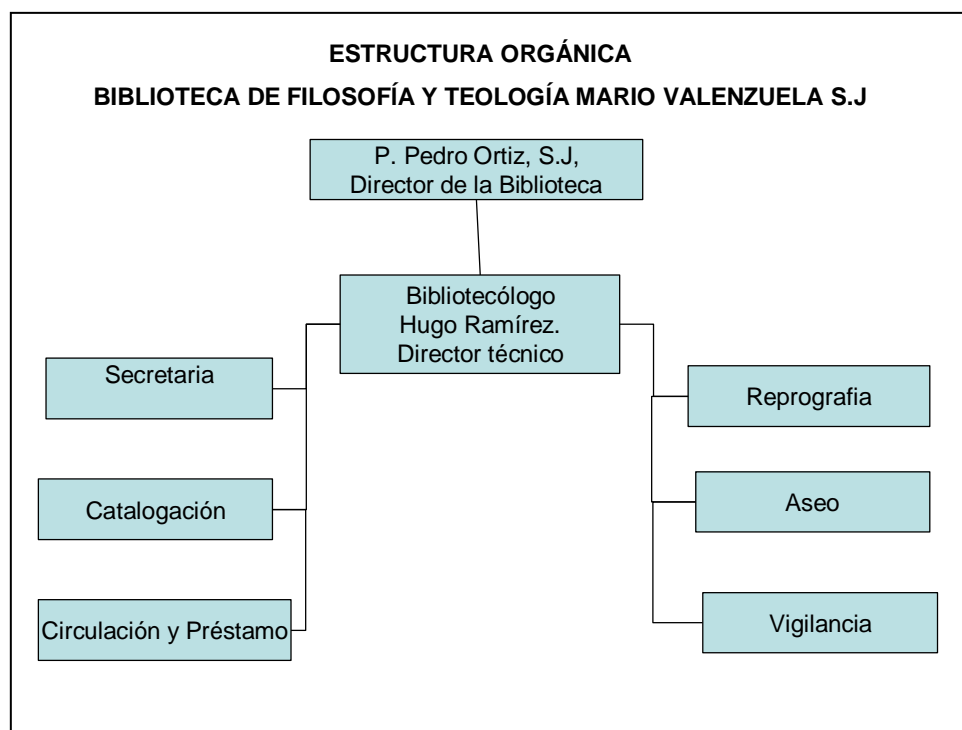 ESTRUCTURA ORGÁNICA
BIBLIOTECA DE FILOSOFÍA Y TEOLOGÍA MARIO VALENZUELA S.J
P. Pedro Ortiz, S.J,
Director de la Biblioteca
Bibliotecólogo
Hugo Ramírez.
Director técnico
Secretaria
Catalogación
Circulación y Préstamo
Reprografia
Aseo
Vigilancia